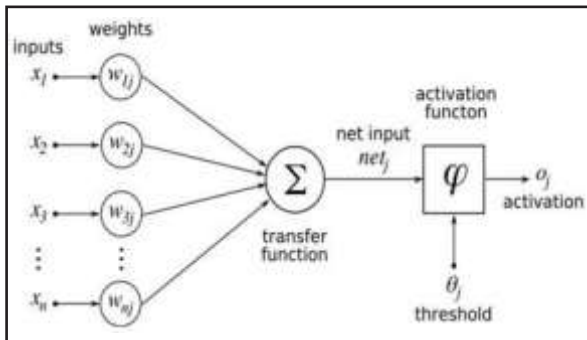 weights
inputs
x1
w1j
x2
w2j
x3
w3j
⋮
⋮
xn
wnj
Σ
transfer
function
net input
netj
activation
functon
φ
oj
activation
θj
threshold